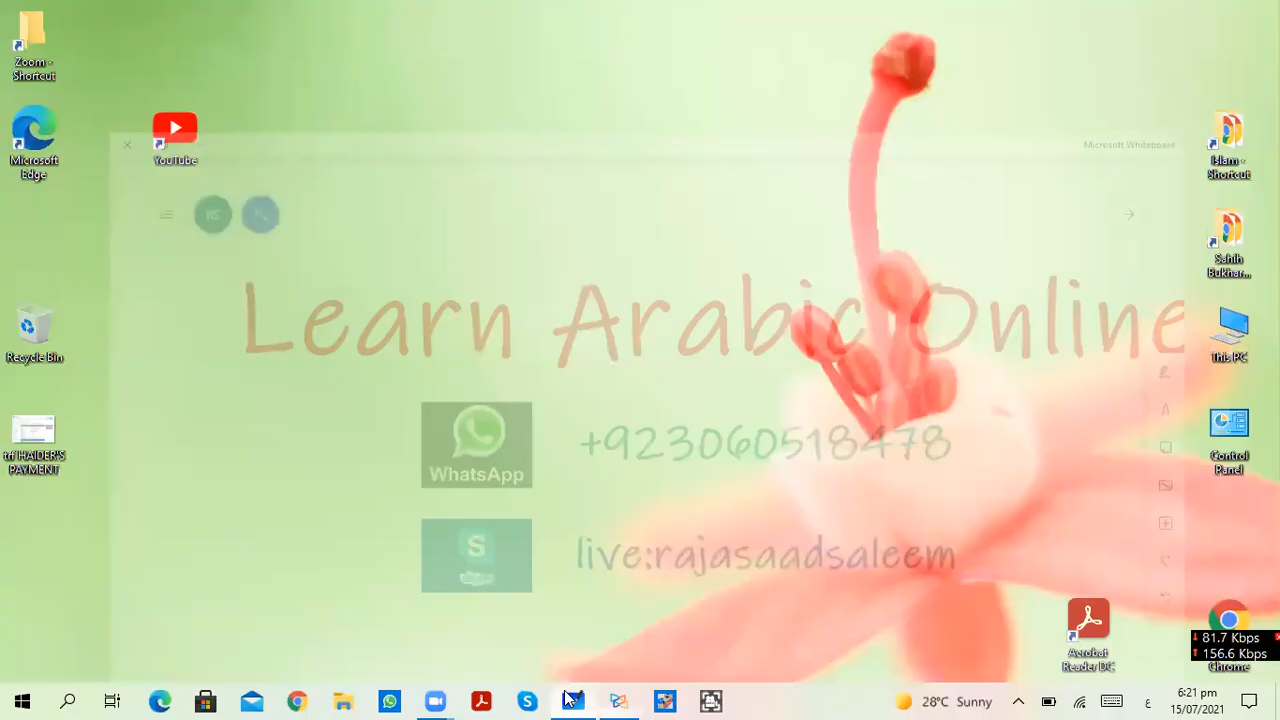 Zoom -
Shortcut
Microsoft
Edge
YouTube
Recycle Bin
trf HAIDER'S
PAYMENT
Microsoft Whiteboard
RS
Learn Arabic Online
WhatsApp
+923060518478
S
live:rajasaadsaleem
Islam -
Shortcut
Sahih
Bukhar...
This PC
Control
Panel
Acrobat
Reader DC
81.7 Kbps
156.6 Kbps
Chrome
28°C Sunny
ع
6:21 pm
15/07/2021